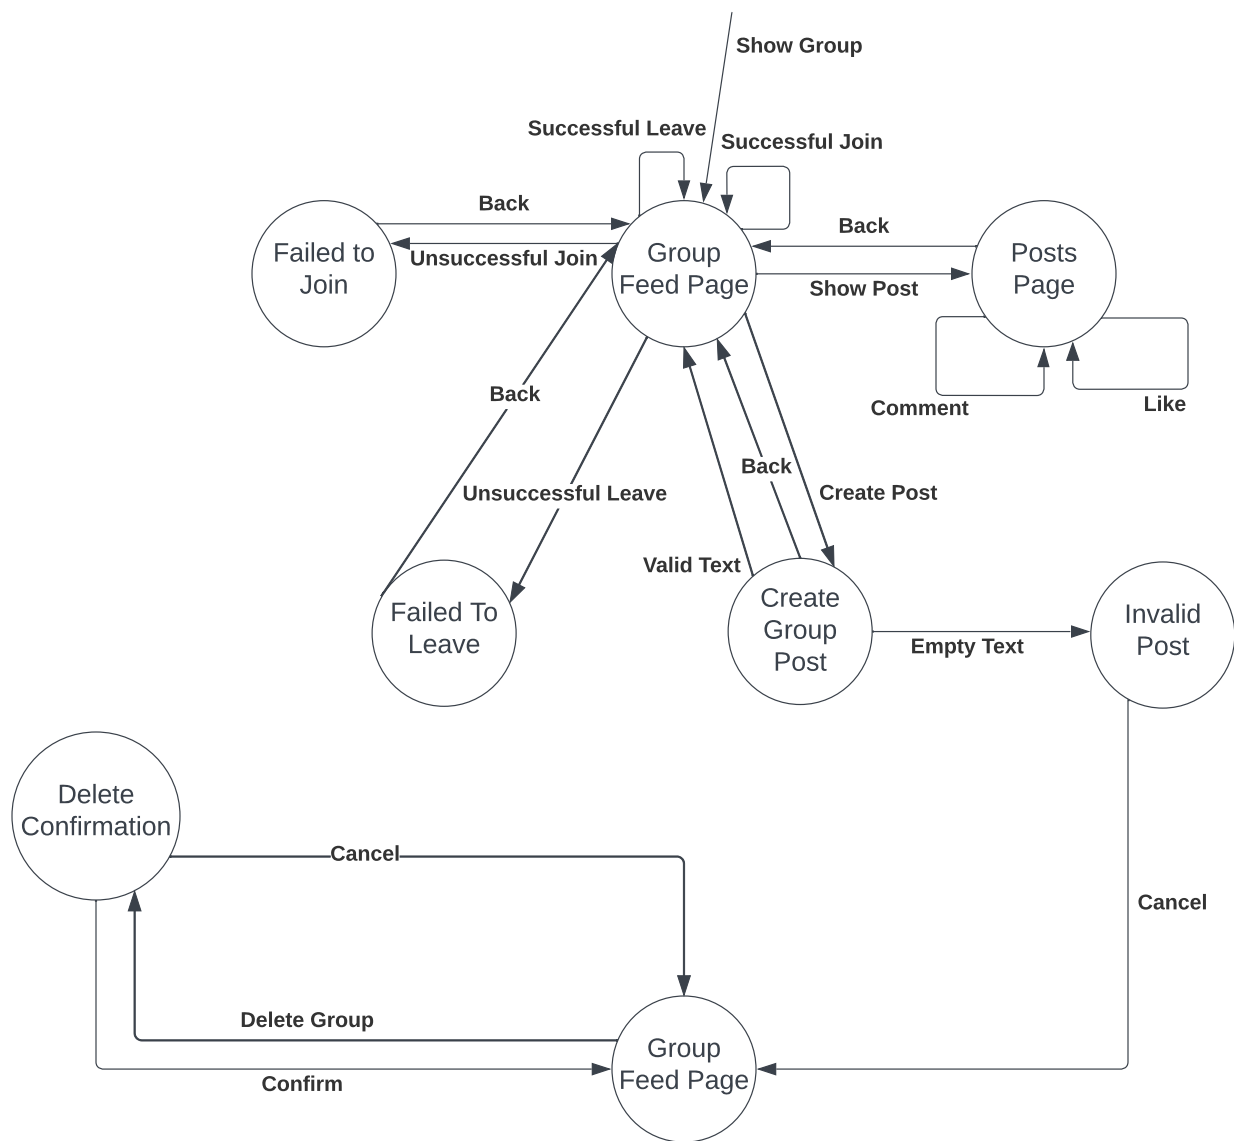 Show Group
Successful Leave
Successful Join
Back
Back
Failed to
Join
Unsuccessful Join
Group
Feed Page
Show Post
Posts
Page
Comment
Like
Back
Back
Unsuccessful Leave
Create Post
Valid Text
Failed To
Leave
Create
Group
Post
Empty Text
Invalid
Post
Delete
Confirmation
Cancel
Cancel
Delete Group
Confirm
Group
Feed Page